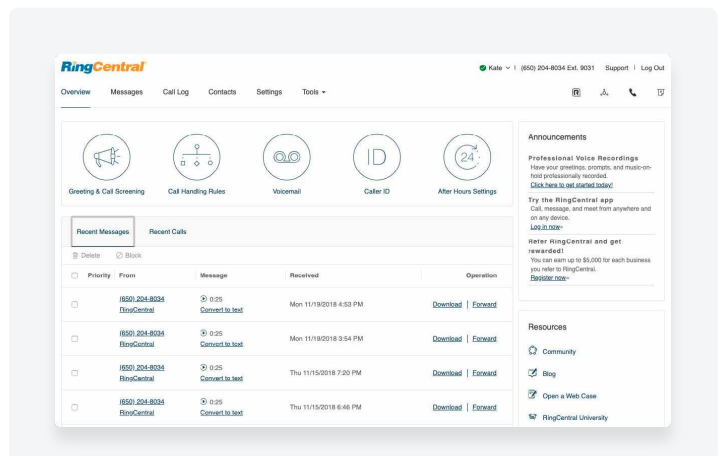 RingCentral
Kate | (650) 204-8034 Ext. 9031 Support | Log Out
Overview Messages Call Log Contacts Settings Tools
Greeting & Call Screening Call Handling Rules Voicemail Caller ID After Hours Settings
ID
24
Recent Messages Recent Calls
Delete Block
Priority From Message Received Operation
(650) 204-8034 0:25 Mon 11/19/2018 4:53 PM Download | Forward
RingCentral Convert to text
(650) 204-8034 0:25 Mon 11/19/2018 3:54 PM Download | Forward
RingCentral Convert to text
(650) 204-8034 0:25 Thu 11/15/2018 7:20 PM Download | Forward
RingCentral Convert to text
(650) 204-8034 0:25 Thu 11/15/2018 6:46 PM Download | Forward
RingCentral Convert to text
Announcements
Professional Voice Recordings
Have your greetings, prompts, and music-on-
hold professionally recorded.
Click here to get started today!
Try the RingCentral app
Call, message, and meet from anywhere and
on any device.
Log in now»
Refer RingCentral and get
rewarded!
You can earn up to $5,000 for each business
you refer to RingCentral.
Register now»
Resources
Community
Blog
Open a Web Case
RingCentral University